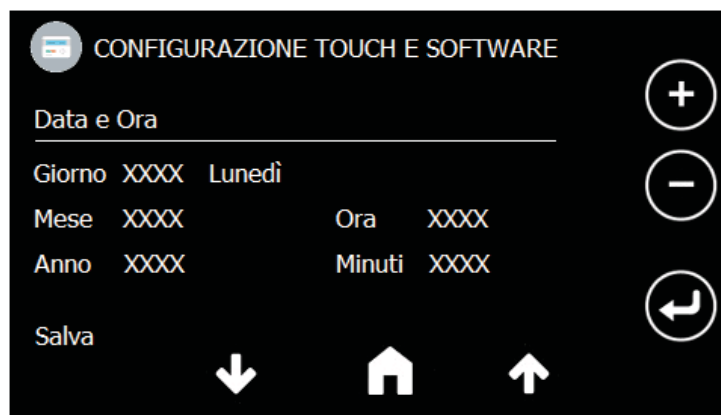 CONFIGURAZIONE TOUCH E SOFTWARE
Data e Ora
Giorno XXXX Lunedì
Mese XXXX Ora XXXX
Anno XXXX Minuti XXXX
Salva